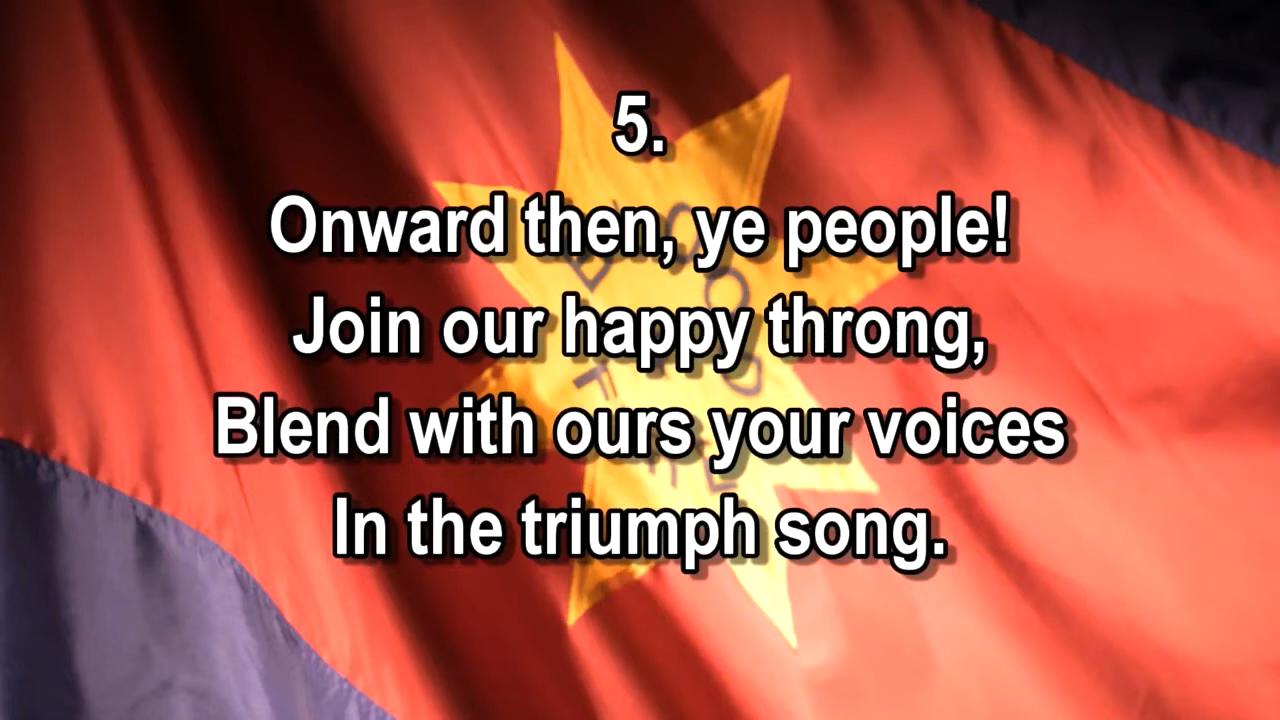 5.
Onward then, ye people!
Join our happy throng,
Blend with ours your voices
In the triumph song.